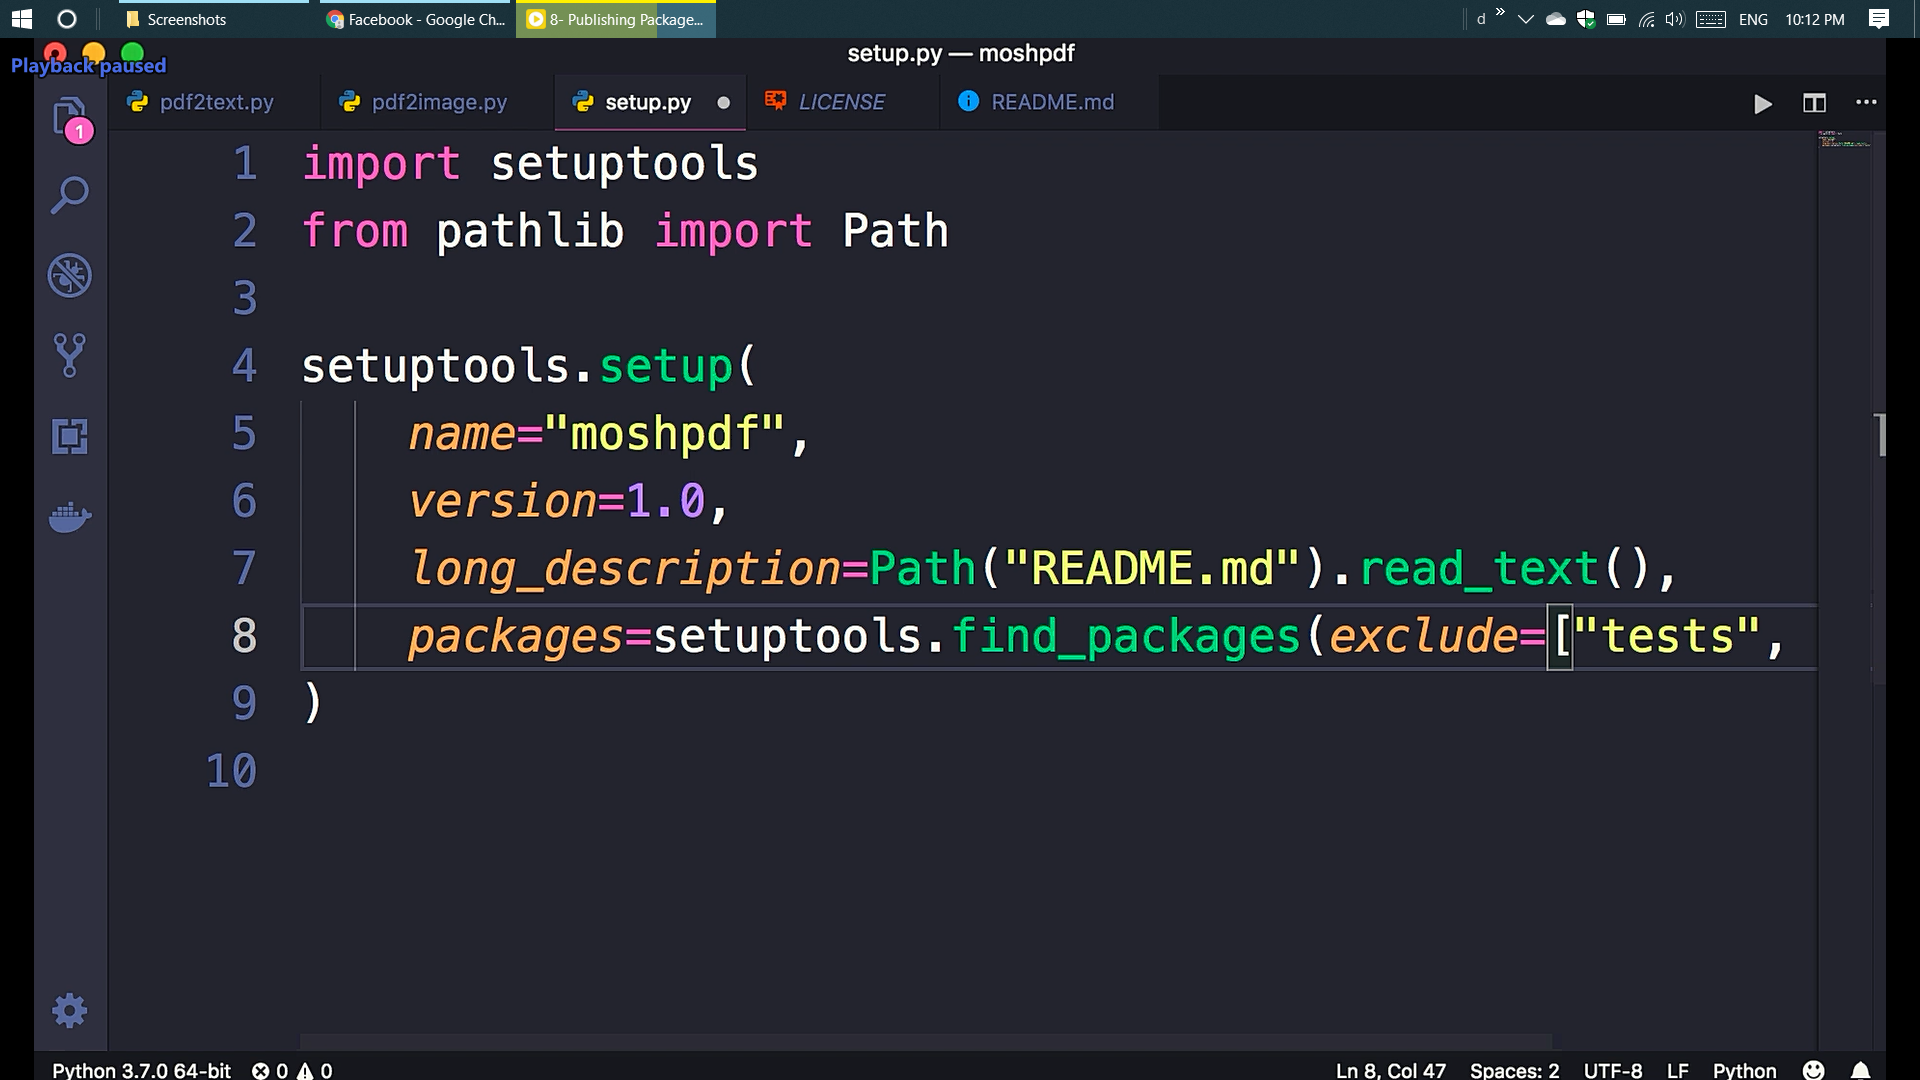 Screenshots
Facebook - Google Ch...
8- Publishing Package...
d » ENG 10:12 PM
Playback paused
setup.py — moshpdf
pdf2text.py pdf2image.py setup.py LICENSE README.md
1
1 import setuptools
2 from pathlib import Path
3
4 setuptools.setup(
5 name="moshpdf",
6 version=1.0,
7 long_description=Path("README.md").read_text(),
8 packages=setuptools.find_packages(exclude=["tests",
9 )
10
Python 3.7.0 64-bit 0 0 Ln 8, Col 47 Spaces: 2 UTF-8 LF Python